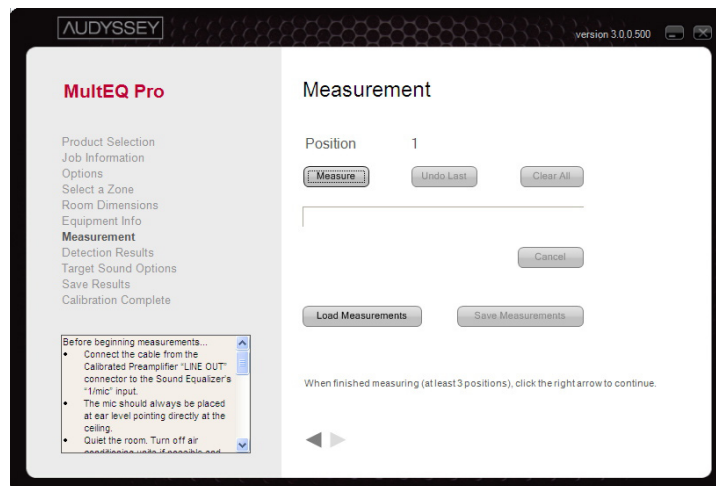 AUDYSSEY
version 3.0.0.500
MultEQ Pro
Product Selection
Job Information
Options
Select a Zone
Room Dimensions
Equipment Info
Measurement
Detection Results
Target Sound Options
Save Results
Calibration Complete
Before beginning measurements...
• Connect the cable from the
Calibrated Preamplifier "LINE OUT"
connector to the Sound Equalizer's
"1/mic" input.
• The mic should always be placed
at ear level pointing directly at the
ceiling.
• Quiet the room. Turn off air
conditioning units if possible and
Measurement
Position 1
Measure Undo Last Clear All
Cancel
Load Measurements Save Measurements
When finished measuring (at least 3 positions), click the right arrow to continue.